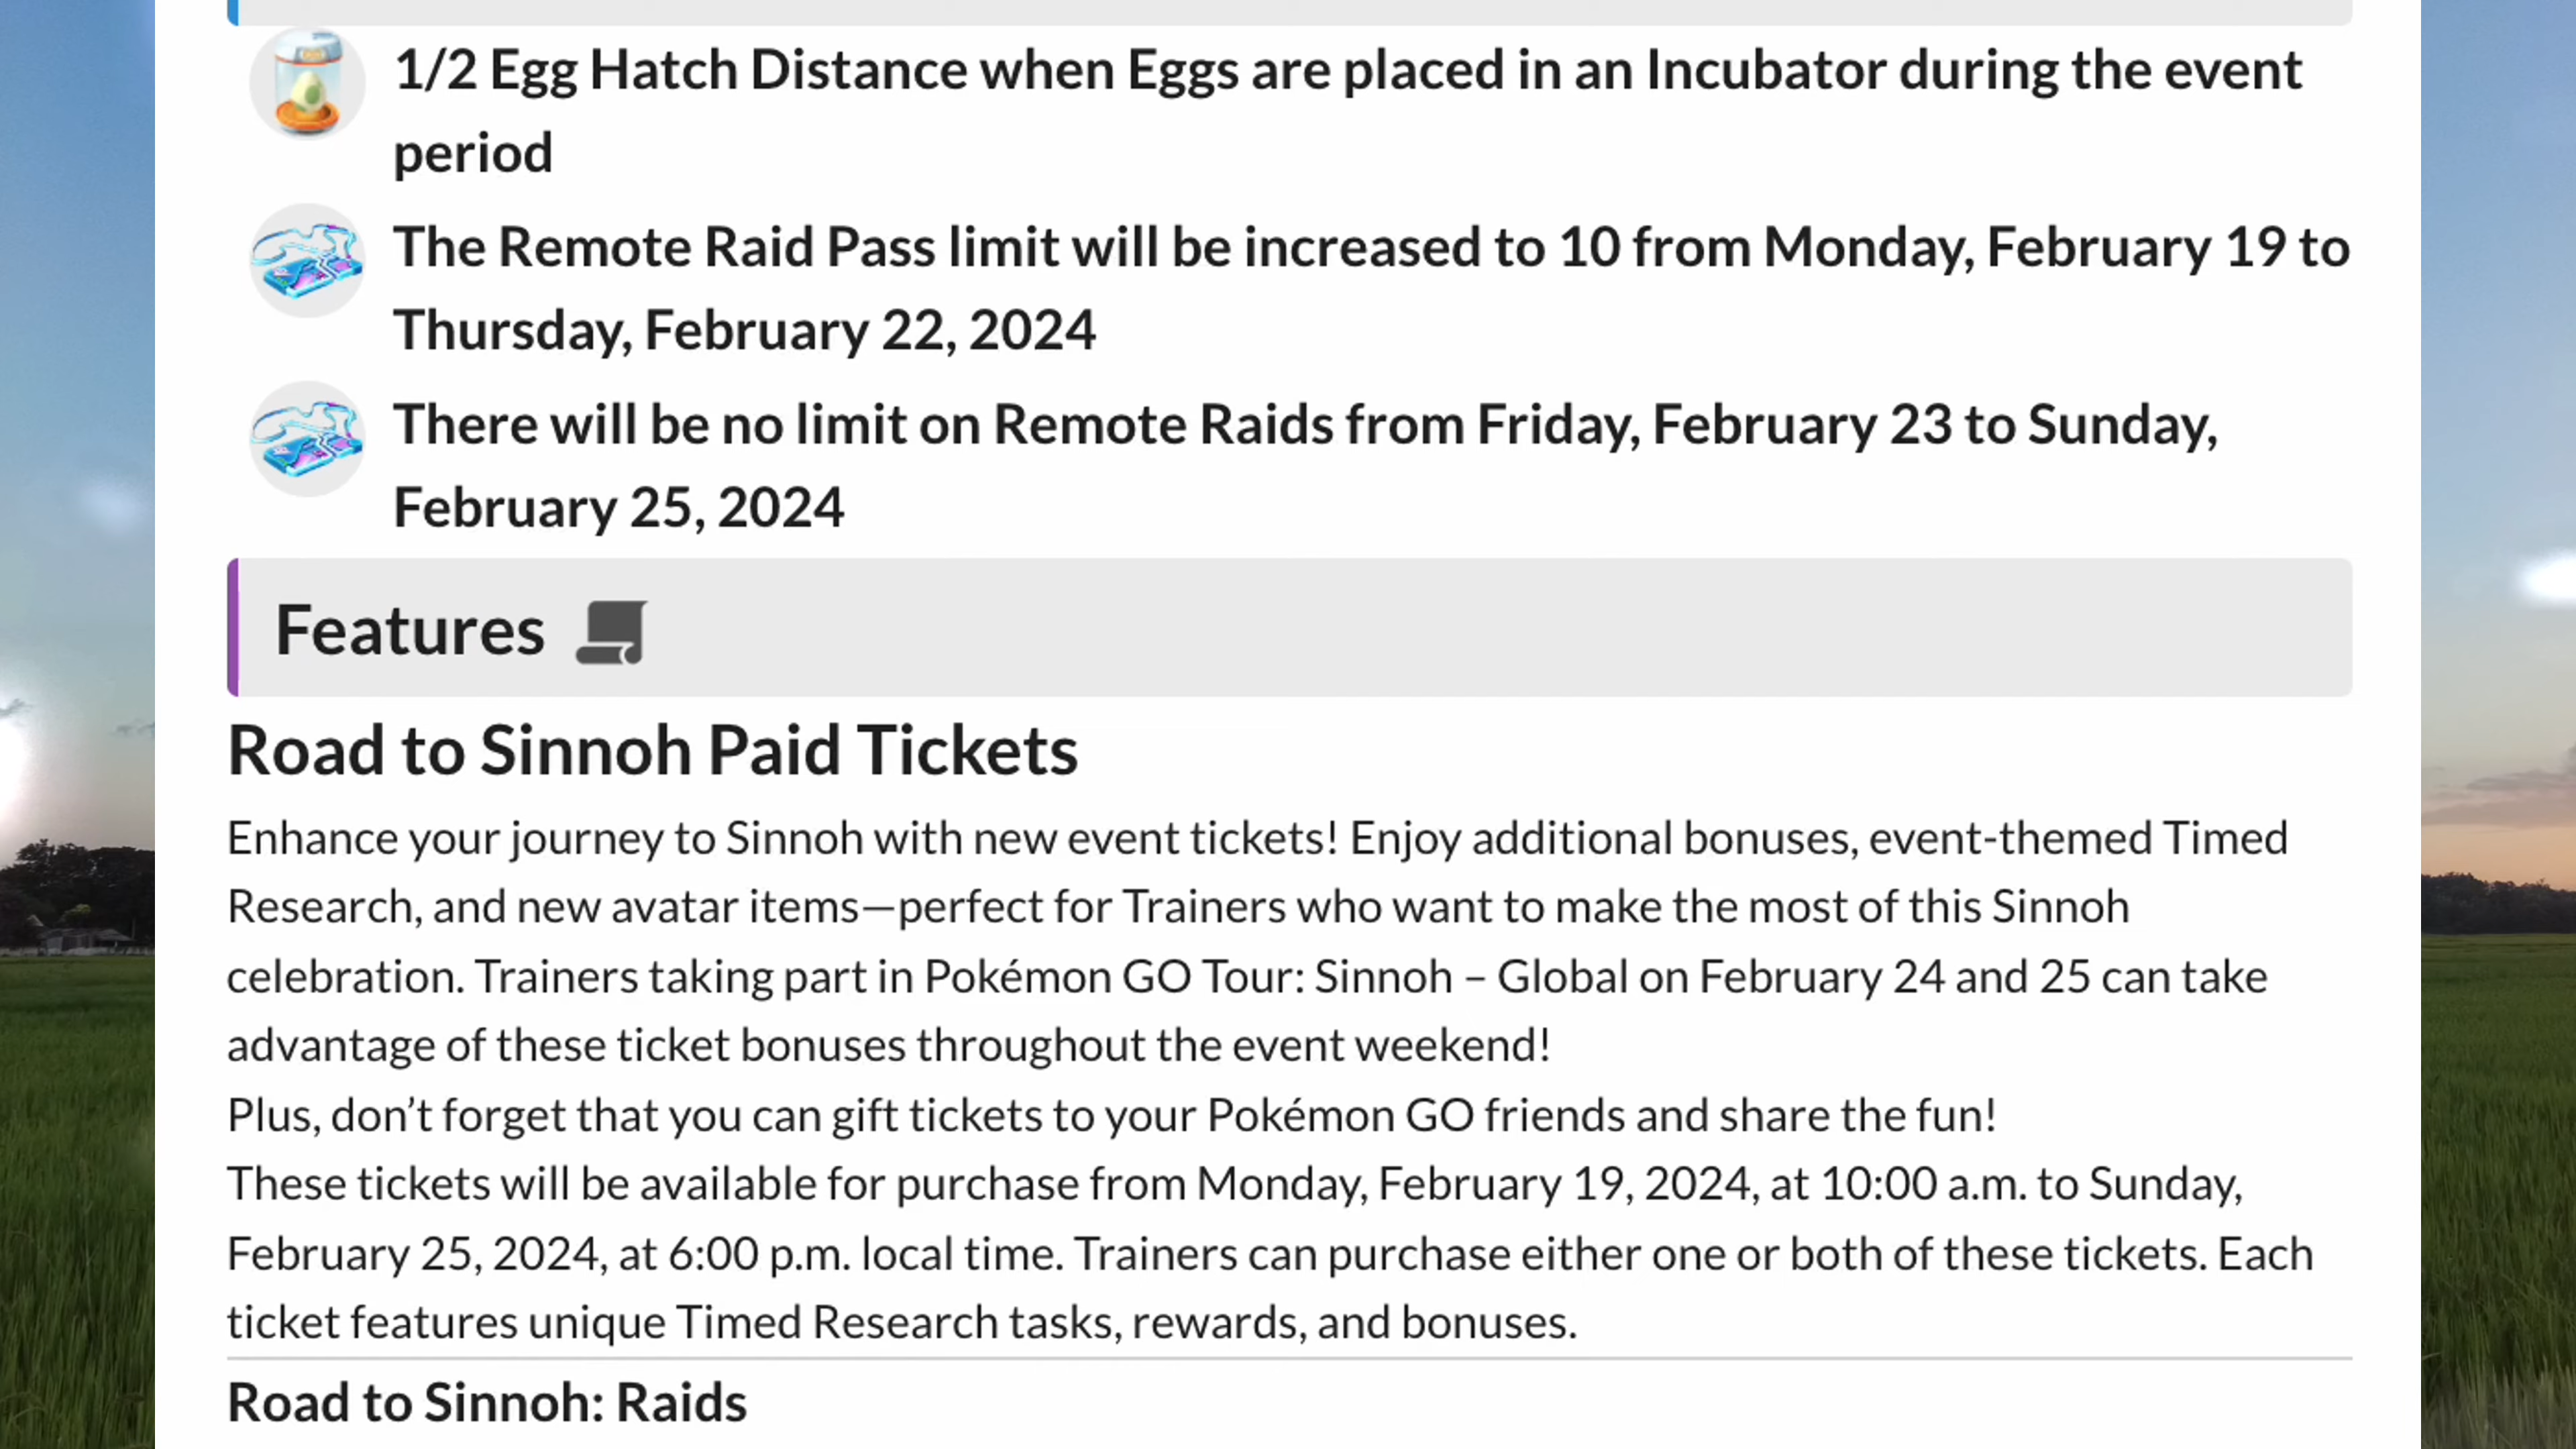 1/2 Egg Hatch Distance when Eggs are placed in an Incubator during the event
period
The Remote Raid Pass limit will be increased to 10 from Monday, February 19 to
Thursday, February 22, 2024
There will be no limit on Remote Raids from Friday, February 23 to Sunday,
February 25, 2024
Features
Road to Sinnoh Paid Tickets
Enhance your journey to Sinnoh with new event tickets! Enjoy additional bonuses, event-themed Timed
Research, and new avatar items—perfect for Trainers who want to make the most of this Sinnoh
celebration. Trainers taking part in Pokémon GO Tour: Sinnoh – Global on February 24 and 25 can take
advantage of these ticket bonuses throughout the event weekend!
Plus, don’t forget that you can gift tickets to your Pokémon GO friends and share the fun!
These tickets will be available for purchase from Monday, February 19, 2024, at 10:00 a.m. to Sunday,
February 25, 2024, at 6:00 p.m. local time. Trainers can purchase either one or both of these tickets. Each
ticket features unique Timed Research tasks, rewards, and bonuses.
Road to Sinnoh: Raids